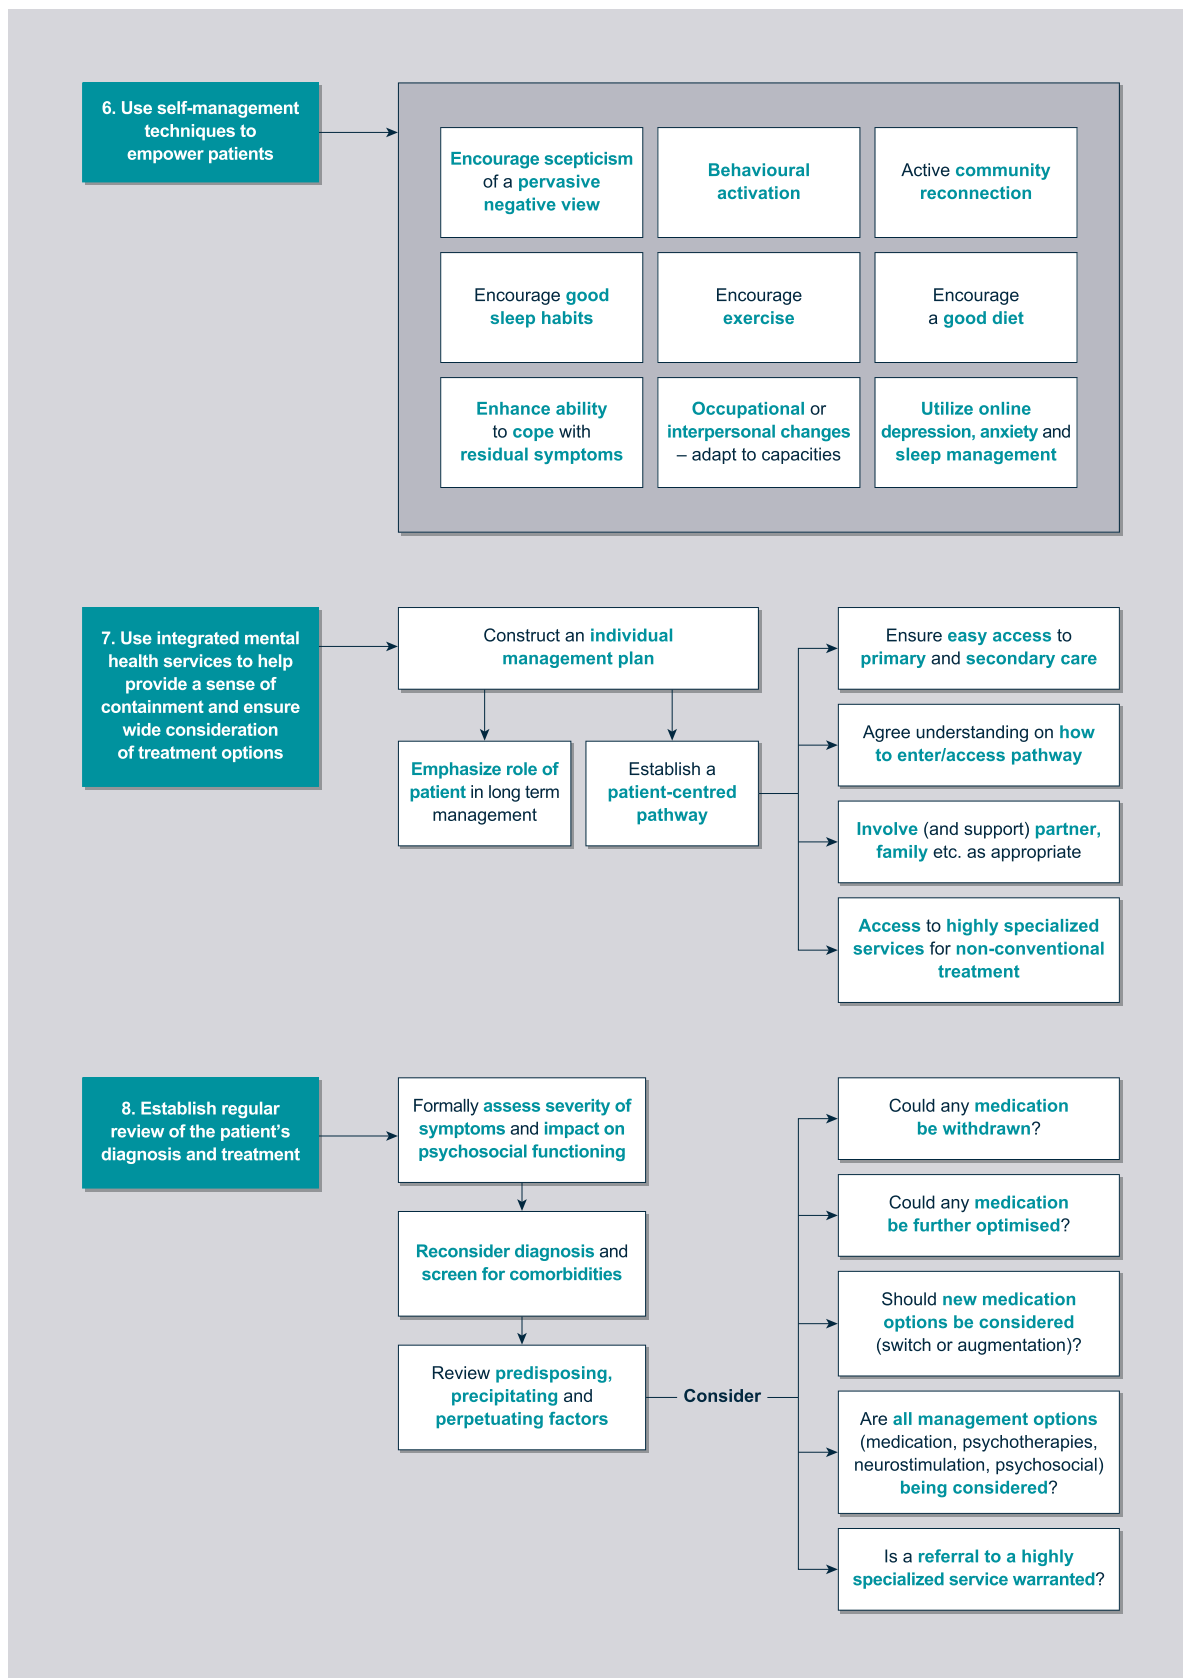 6. Use self-management
techniques to
empower patients
Encourage scepticism
of a pervasive
negative view
Behavioural
activation
Active community
reconnection
Encourage good
sleep habits
Encourage
exercise
Encourage
a good diet
Enhance ability
to cope with
residual symptoms
Occupational or
interpersonal changes
– adapt to capacities
Utilize online
depression, anxiety and
sleep management
7. Use integrated mental
health services to help
provide a sense of
containment and ensure
wide consideration
of treatment options
Construct an individual
management plan
Emphasize role of
patient in long term
management
Establish a
patient-centred
pathway
Ensure easy access to
primary and secondary care
Agree understanding on how
to enter/access pathway
Involve (and support) partner,
family etc. as appropriate
Access to highly specialized
services for non-conventional
treatment
8. Establish regular
review of the patient’s
diagnosis and treatment
Formally assess severity of
symptoms and impact on
psychosocial functioning
Reconsider diagnosis and
screen for comorbidities
Review predisposing,
precipitating and
perpetuating factors
Consider
Could any medication
be withdrawn?
Could any medication
be further optimised?
Should new medication
options be considered
(switch or augmentation)?
Are all management options
(medication, psychotherapies,
neurostimulation, psychosocial)
being considered?
Is a referral to a highly
specialized service warranted?